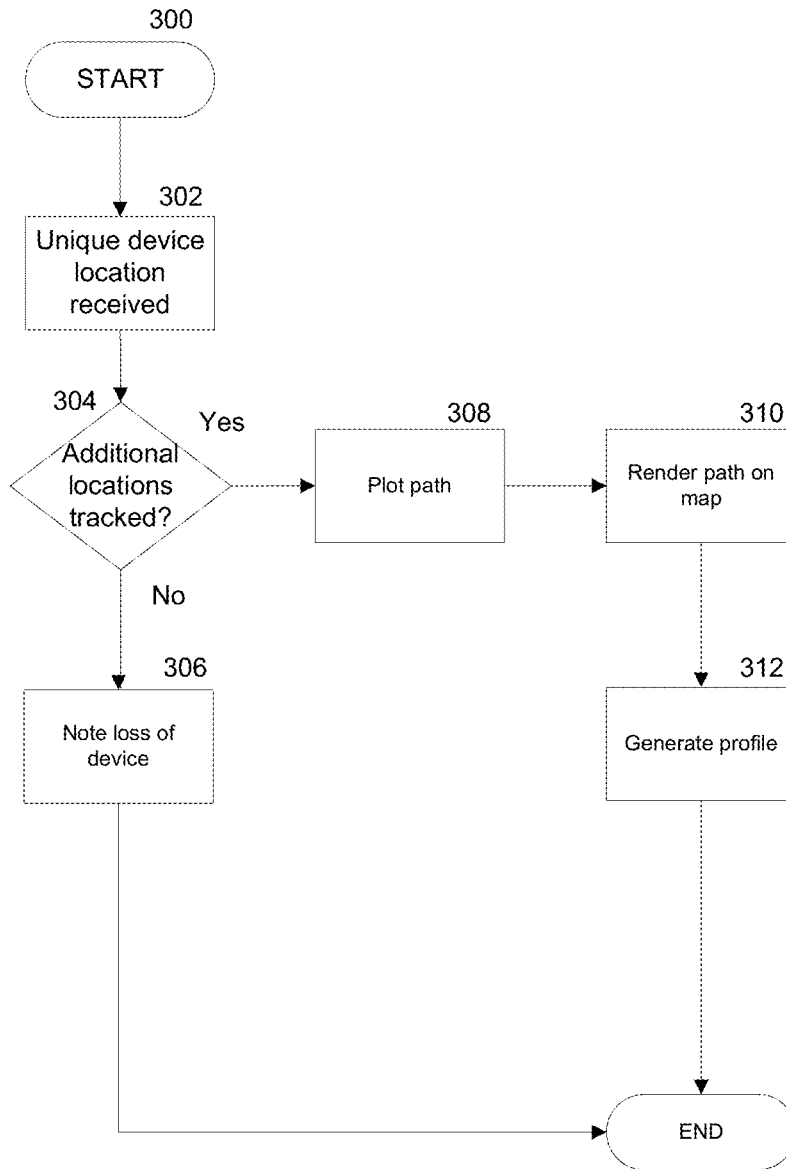 300
START
302
Unique device
location
received
304
Yes
Additional
locations
tracked?
No
308
Plot path
310
Render path on
map
306
Note loss of
device
312
Generate profile
END